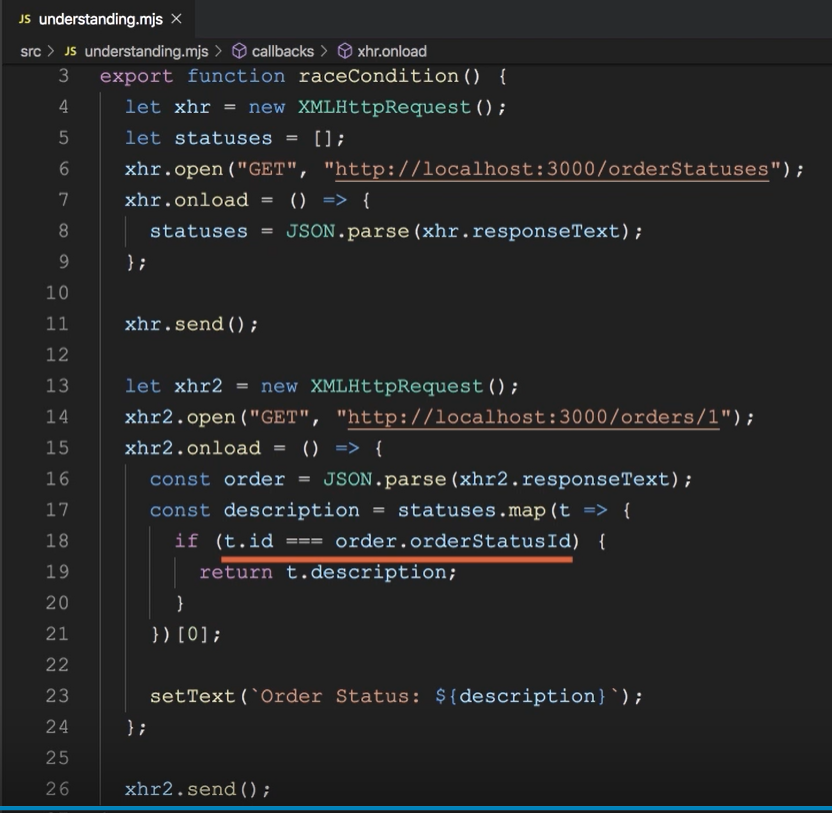 JS understanding.mjs ×
src > JS understanding.mjs > callbacks > xhr.onload
3 export function raceCondition() {
4 let xhr = new XMLHttpRequest();
5 let statuses = [];
6 xhr.open("GET", "http://localhost:3000/orderStatuses");
7 xhr.onload = () => {
8 statuses = JSON.parse(xhr.responseText);
9 };
10
11 xhr.send();
12
13 let xhr2 = new XMLHttpRequest();
14 xhr2.open("GET", "http://localhost:3000/orders/1");
15 xhr2.onload = () => {
16 const order = JSON.parse(xhr2.responseText);
17 const description = statuses.map(t => {
18 if (t.id === order.orderStatusId) {
19 return t.description;
20 }
21 })[0];
22
23 setText(`Order Status: ${description}`);
24 };
25
26 xhr2.send();